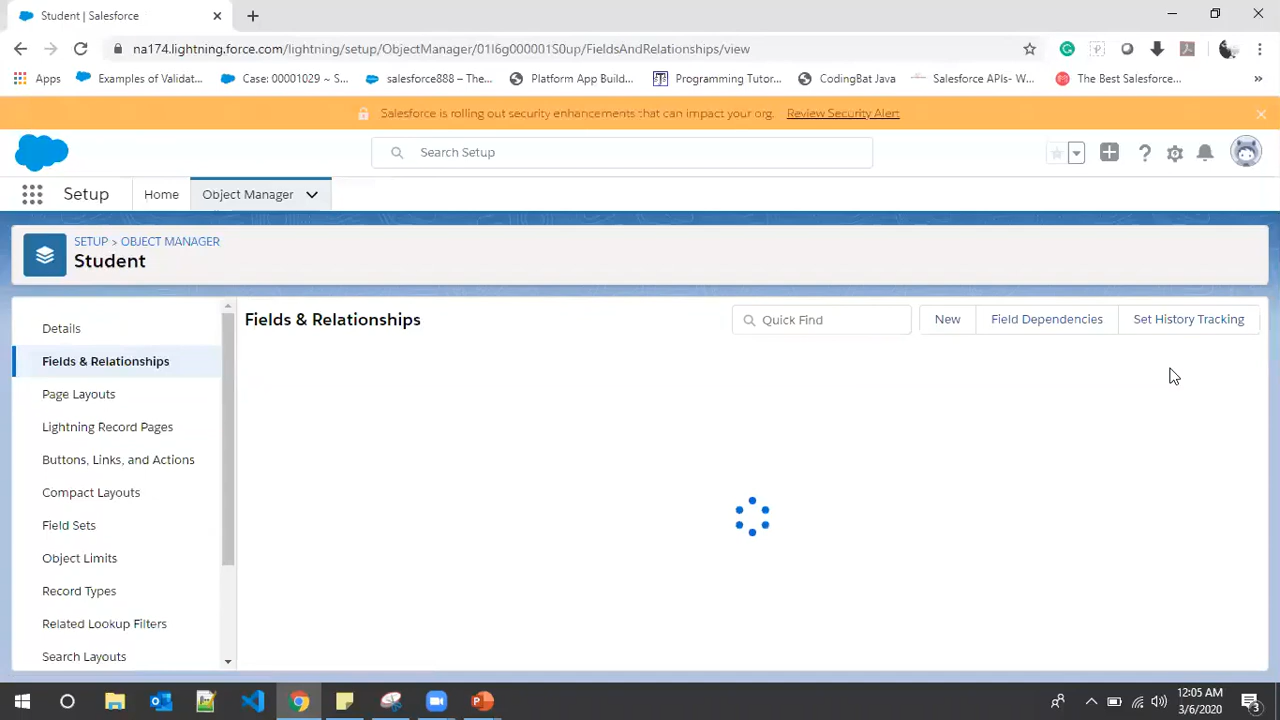 Student | Salesforce
na174.lightning.force.com/lightning/setup/ObjectManager/01I6g000001S0up/FieldsAndRelationships/view
Apps
Examples of Validat...
Case: 00001029 ~ S...
salesforce888 – The...
Platform App Build...
Programming Tutor...
CodingBat Java
Salesforce APIs- W...
The Best Salesforce...
»
Salesforce is rolling out security enhancements that can impact your org. Review Security Alert
Search Setup
Setup
Home
Object Manager
SETUP > OBJECT MANAGER
Student
Details
Fields & Relationships
Page Layouts
Lightning Record Pages
Buttons, Links, and Actions
Compact Layouts
Field Sets
Object Limits
Record Types
Related Lookup Filters
Search Layouts
Fields & Relationships
Quick Find
New
Field Dependencies
Set History Tracking
12:05 AM
3/6/2020
3